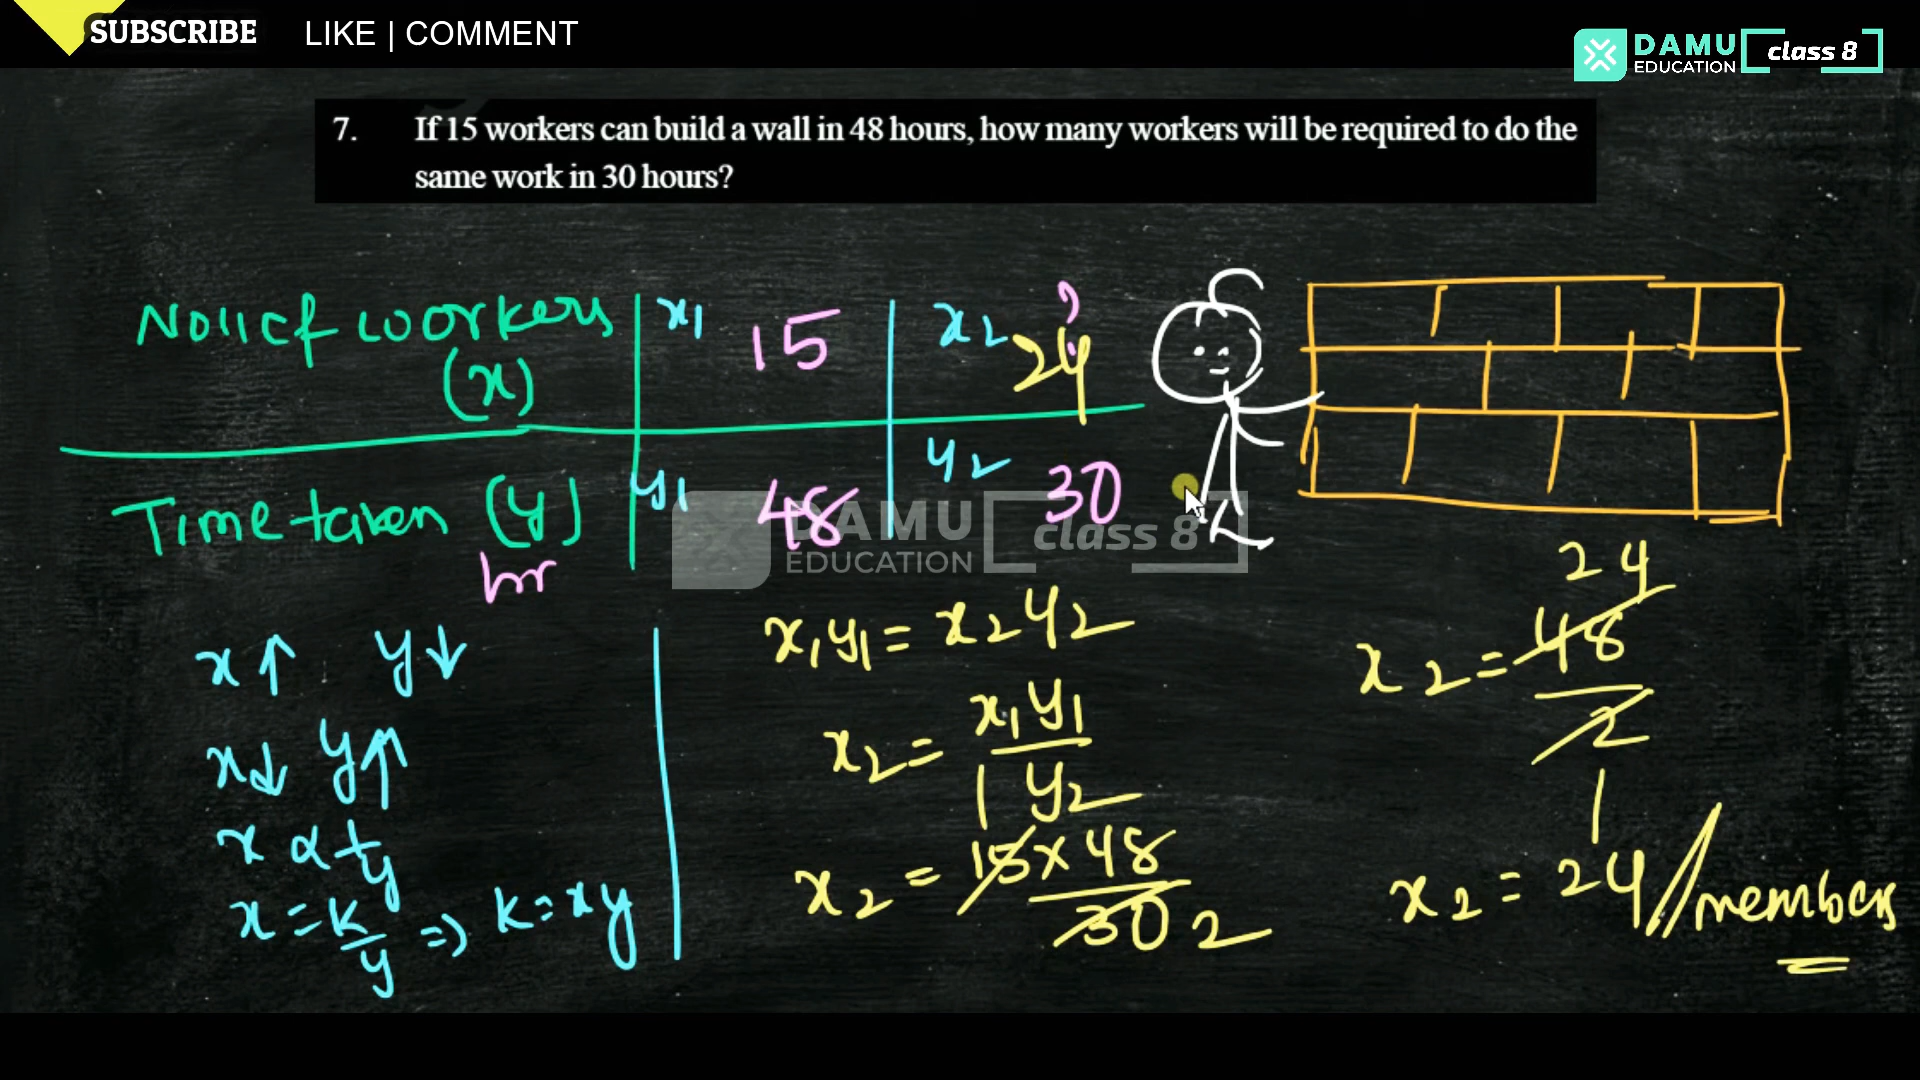 SUBSCRIBE LIKE | COMMENT
DAMU EDUCATION class 8
7. If 15 workers can build a wall in 48 hours, how many workers will be required to do the
same work in 30 hours?
No. of workers x₁ 15 x₂ 24 ?
(x)
Time taken (y) y₁ 48 y₂ 30
hr
DAMU EDUCATION class 8
x↑ y↓
x↓ y↑
x α 1/y
x = k/y ⇒ k = xy
x₁y₁ = x₂y₂
x₂ = x₁y₁ / y₂
x₂ = 15×48 / 30 2
24
x₂ = 48 / 2
1
x₂ = 24 // members